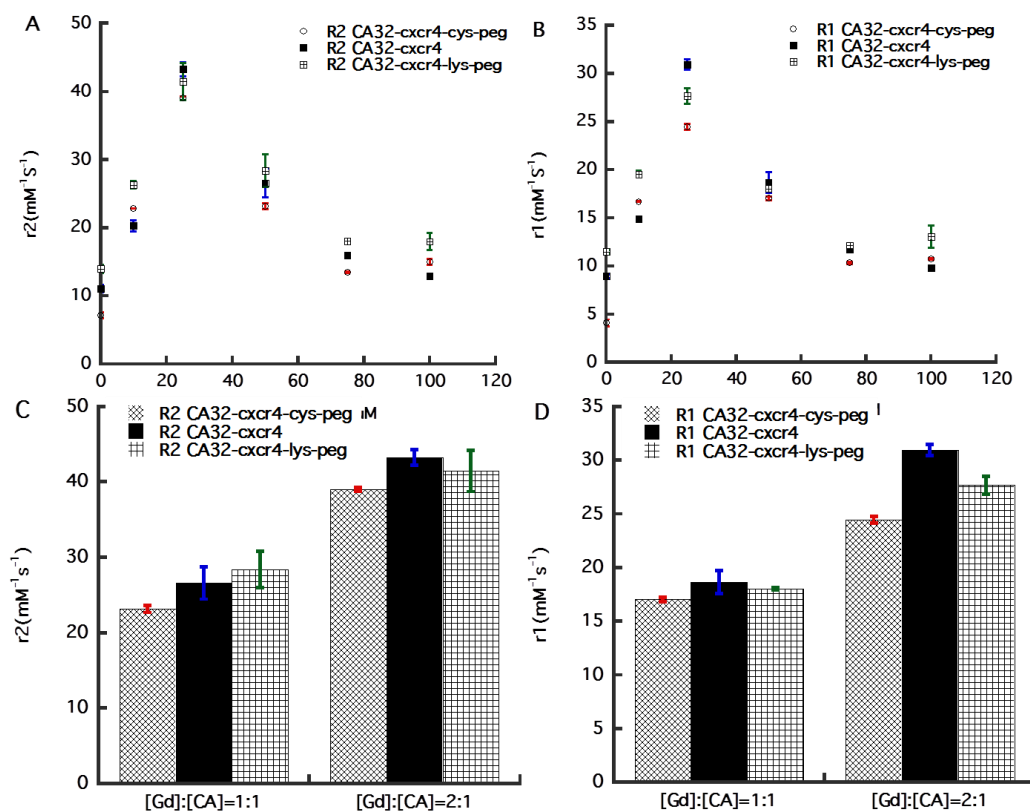 A
R2 CA32-cxcr4-cys-peg
R2 CA32-cxcr4
R2 CA32-cxcr4-lys-peg
50
40
30
20
10
0
r2(mM⁻¹S⁻¹)
0 20 40 60 80 100 120
B
R1 CA32-cxcr4-cys-peg
R1 CA32-cxcr4
R1 CA32-cxcr4-lys-peg
35
30
25
20
15
10
5
0
r1(mM⁻¹S⁻¹)
0 20 40 60 80 100 120
C
R2 CA32-cxcr4-cys-peg
R2 CA32-cxcr4
R2 CA32-cxcr4-lys-peg
50
40
30
20
10
0
r2(mM⁻¹s⁻¹)
[Gd]:[CA]=1:1 [Gd]:[CA]=2:1
D
R1 CA32-cxcr4-cys-peg
R1 CA32-cxcr4
R1 CA32-cxcr4-lys-peg
35
30
25
20
15
10
5
0
r1(mM⁻¹s⁻¹)
[Gd]:[CA]=1:1 [Gd]:[CA]=2:1